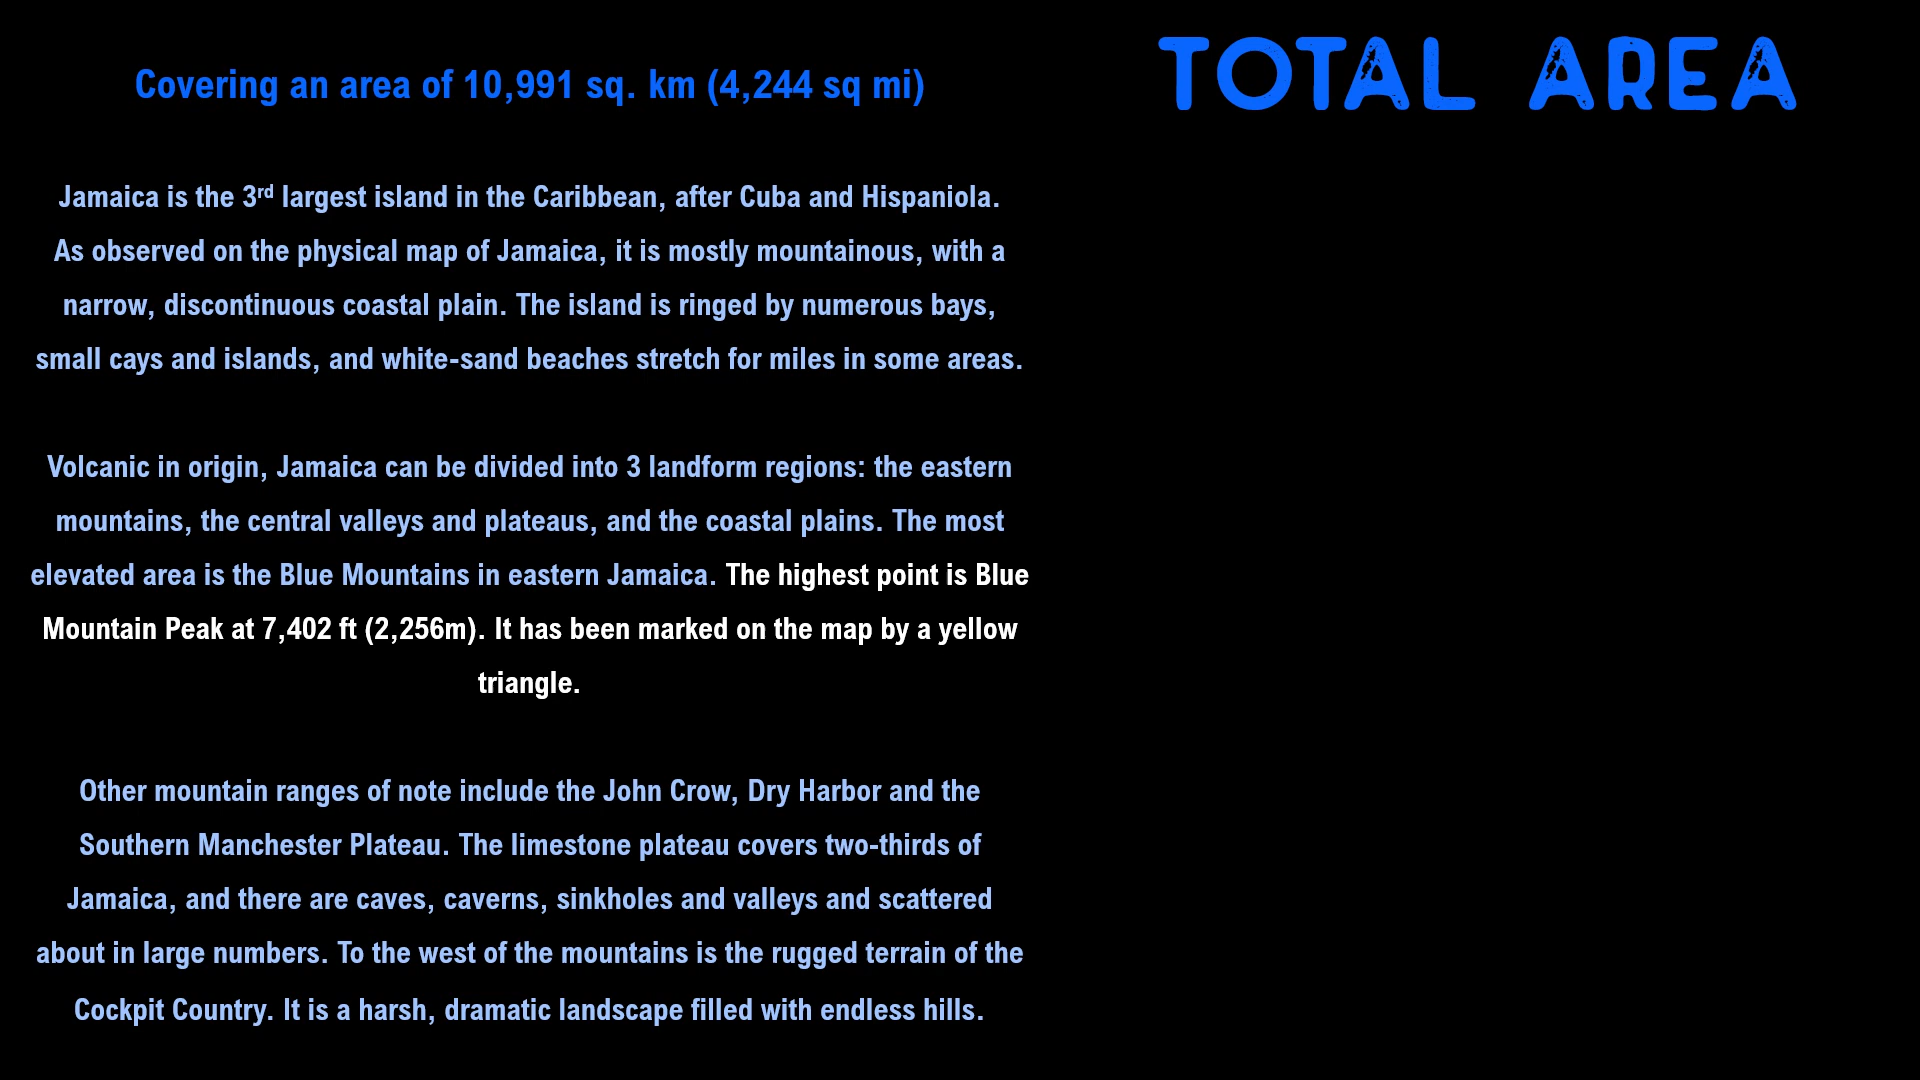 TOTAL AREA
Covering an area of 10,991 sq. km (4,244 sq mi)
Jamaica is the 3rd largest island in the Caribbean, after Cuba and Hispaniola.
As observed on the physical map of Jamaica, it is mostly mountainous, with a
narrow, discontinuous coastal plain. The island is ringed by numerous bays,
small cays and islands, and white-sand beaches stretch for miles in some areas.
Volcanic in origin, Jamaica can be divided into 3 landform regions: the eastern
mountains, the central valleys and plateaus, and the coastal plains. The most
elevated area is the Blue Mountains in eastern Jamaica. The highest point is Blue
Mountain Peak at 7,402 ft (2,256m). It has been marked on the map by a yellow
triangle.
Other mountain ranges of note include the John Crow, Dry Harbor and the
Southern Manchester Plateau. The limestone plateau covers two-thirds of
Jamaica, and there are caves, caverns, sinkholes and valleys and scattered
about in large numbers. To the west of the mountains is the rugged terrain of the
Cockpit Country. It is a harsh, dramatic landscape filled with endless hills.